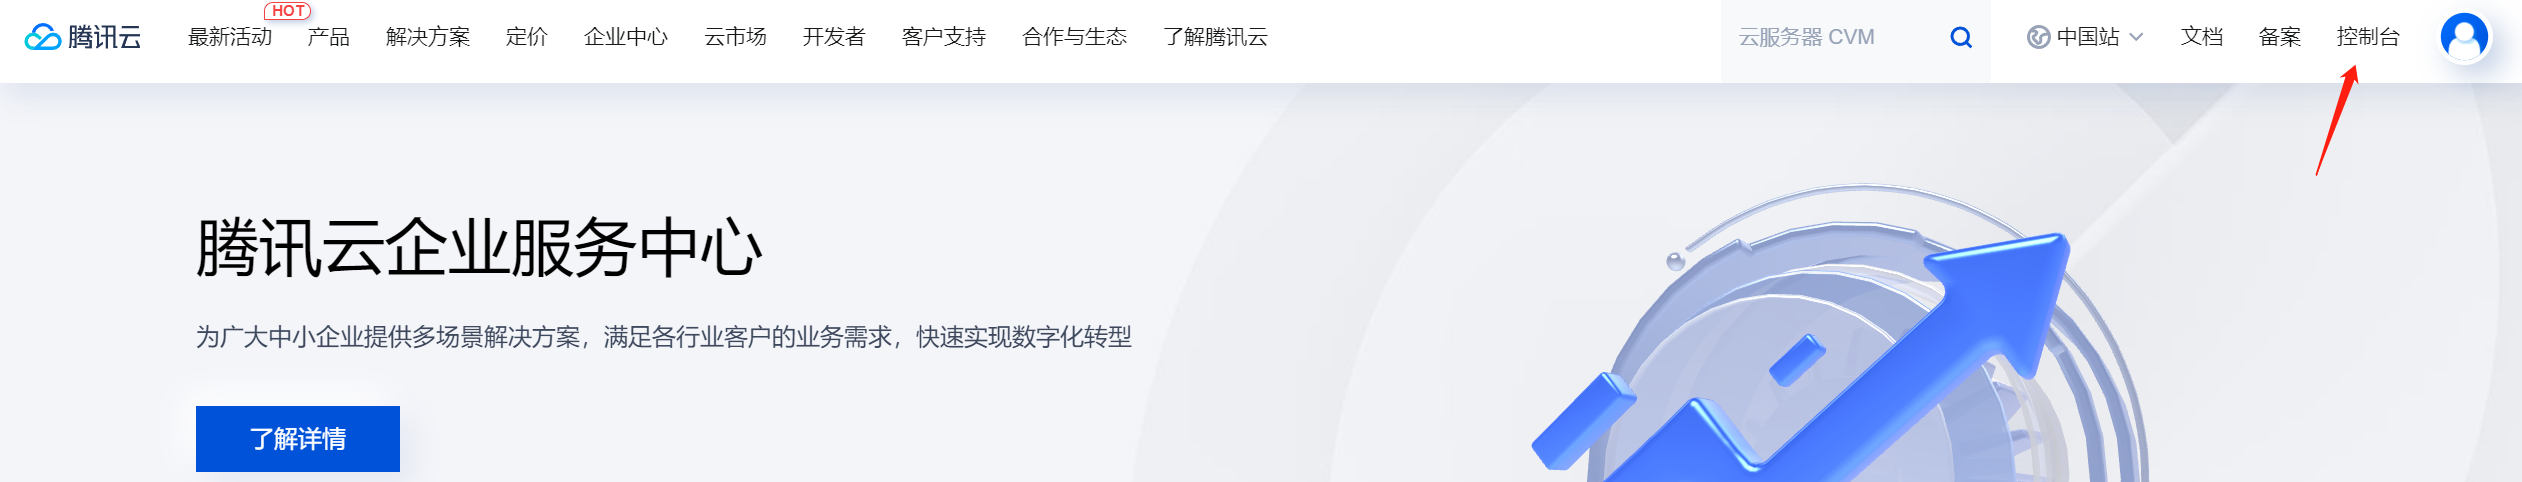 HOT
腾讯云 最新活动 产品 解决方案 定价 企业中心 云市场 开发者 客户支持 合作与生态 了解腾讯云 云服务器 CVM 中国站 文档 备案 控制台
腾讯云企业服务中心
为广大中小企业提供多场景解决方案，满足各行业客户的业务需求，快速实现数字化转型
了解详情